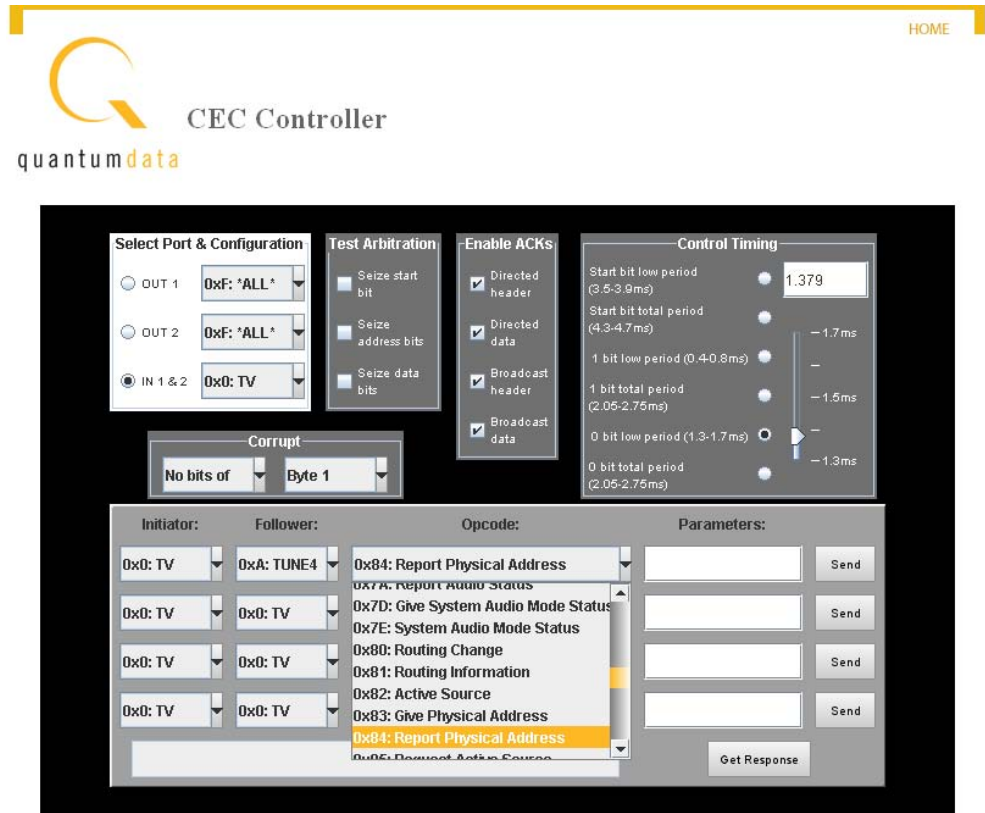 HOME
CEC Controller
quantumdata
Select Port & Configuration
OUT 1
0xF: *ALL*
OUT 2
0xF: *ALL*
IN 1 & 2
0x0: TV
Test Arbitration
Seize start
bit
Seize
address bits
Seize data
bits
Enable ACKs
Directed
header
Directed
data
Broadcast
header
Broadcast
data
Control Timing
Start bit low period
(3.5-3.9ms)
1.379
Start bit total period
(4.3-4.7ms)
1 bit low period (0.4-0.8ms)
1 bit total period
(2.05-2.75ms)
0 bit low period (1.3-1.7ms)
0 bit total period
(2.05-2.75ms)
1.7ms
1.5ms
1.3ms
Corrupt
No bits of
Byte 1
Initiator: Follower: Opcode: Parameters:
0x0: TV 0xA: TUNE4 0x84: Report Physical Address Send
0x7A: Report Audio Status
0x7D: Give System Audio Mode Status
0x0: TV 0x0: TV Send
0x7E: System Audio Mode Status
0x80: Routing Change
0x0: TV 0x0: TV Send
0x81: Routing Information
0x82: Active Source
0x0: TV 0x0: TV Send
0x83: Give Physical Address
0x84: Report Physical Address
0x85: Request Active Source
Get Response